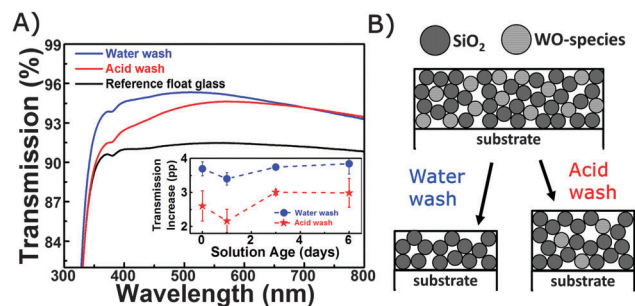 A)
Transmission (%)
99
96
93
90
87
84
Water wash
Acid wash
Reference float glass
Transmission
Increase (pp)
4
3
2
Water wash
Acid wash
0 2 4 6
Solution Age (days)
300 400 500 600 700 800
Wavelength (nm)
B)
SiO₂ WO-species
substrate
Water
wash
Acid
wash
substrate
substrate